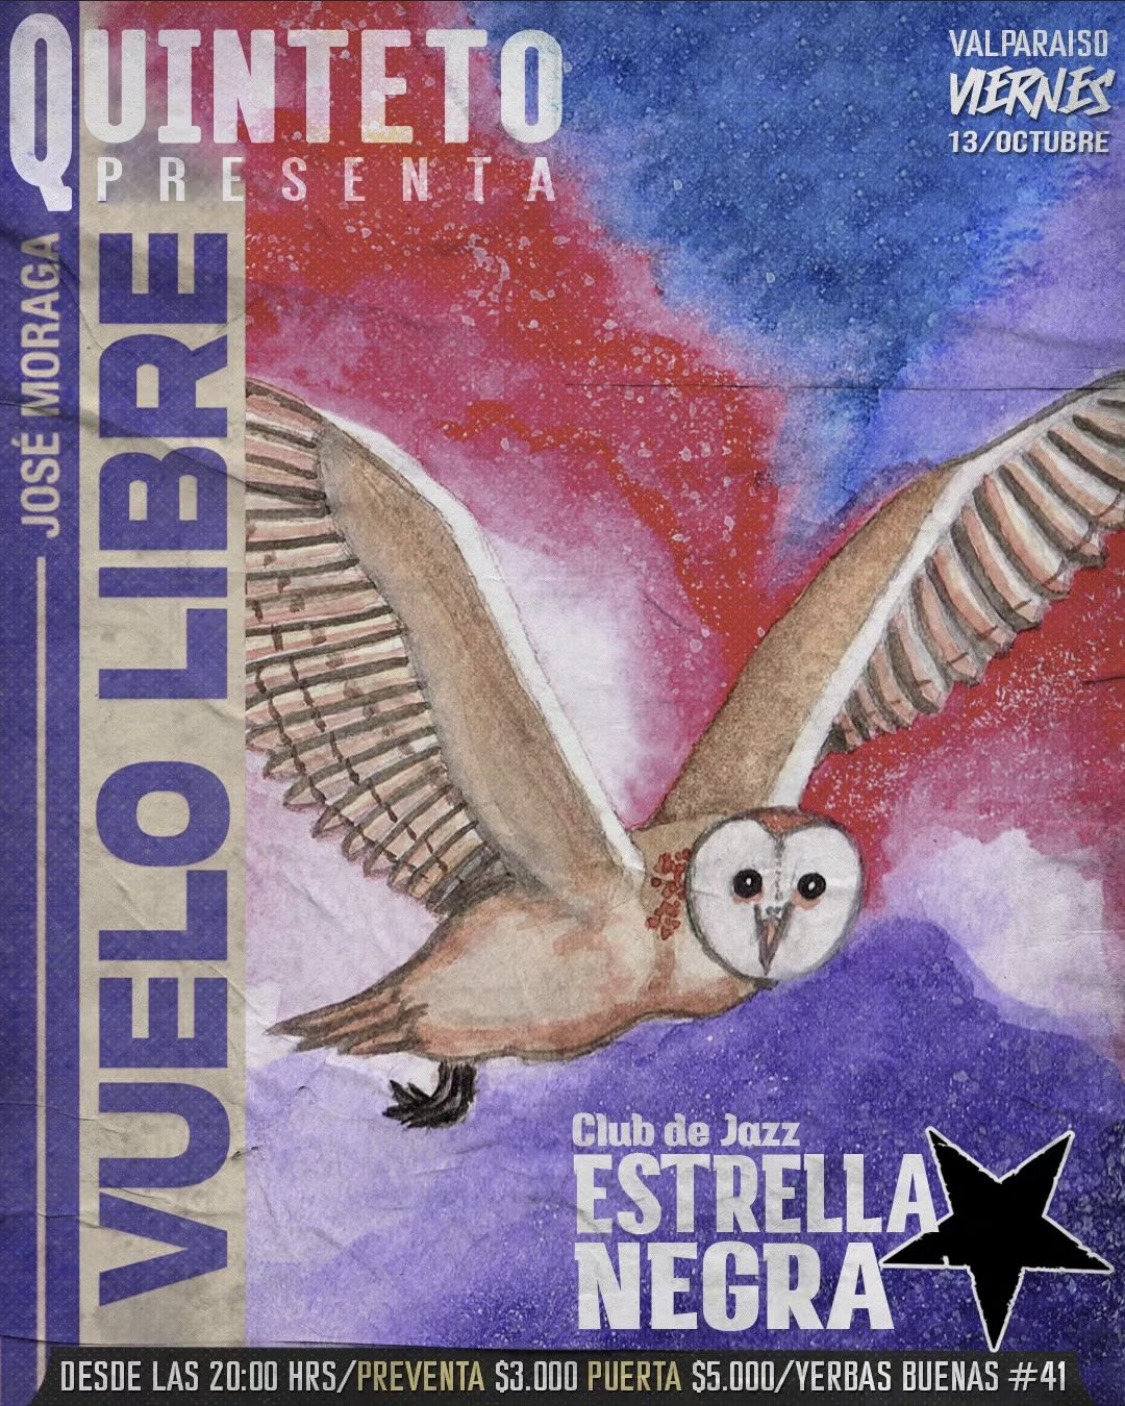 QUINTETO
PRESENTA
VALPARAISO
VIERNES
13/OCTUBRE
JOSÉ MORAGA
VUELO LIBRE
Club de Jazz
ESTRELLA
NEGRA
DESDE LAS 20:00 HRS/PREVENTA $3.000 PUERTA $5.000/YERBAS BUENAS #41